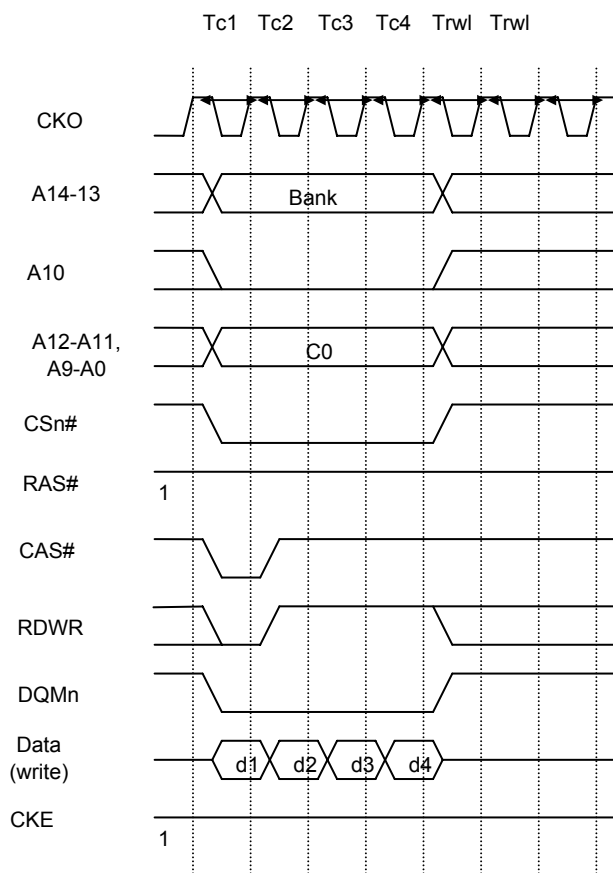 Tc1 Tc2 Tc3 Tc4 Trwl Trwl
CKO
A14-13
Bank
A10
A12-A11,
A9-A0
C0
CSn#
RAS#
1
CAS#
RDWR
DQMn
Data
(write)
d1 d2 d3 d4
CKE
1